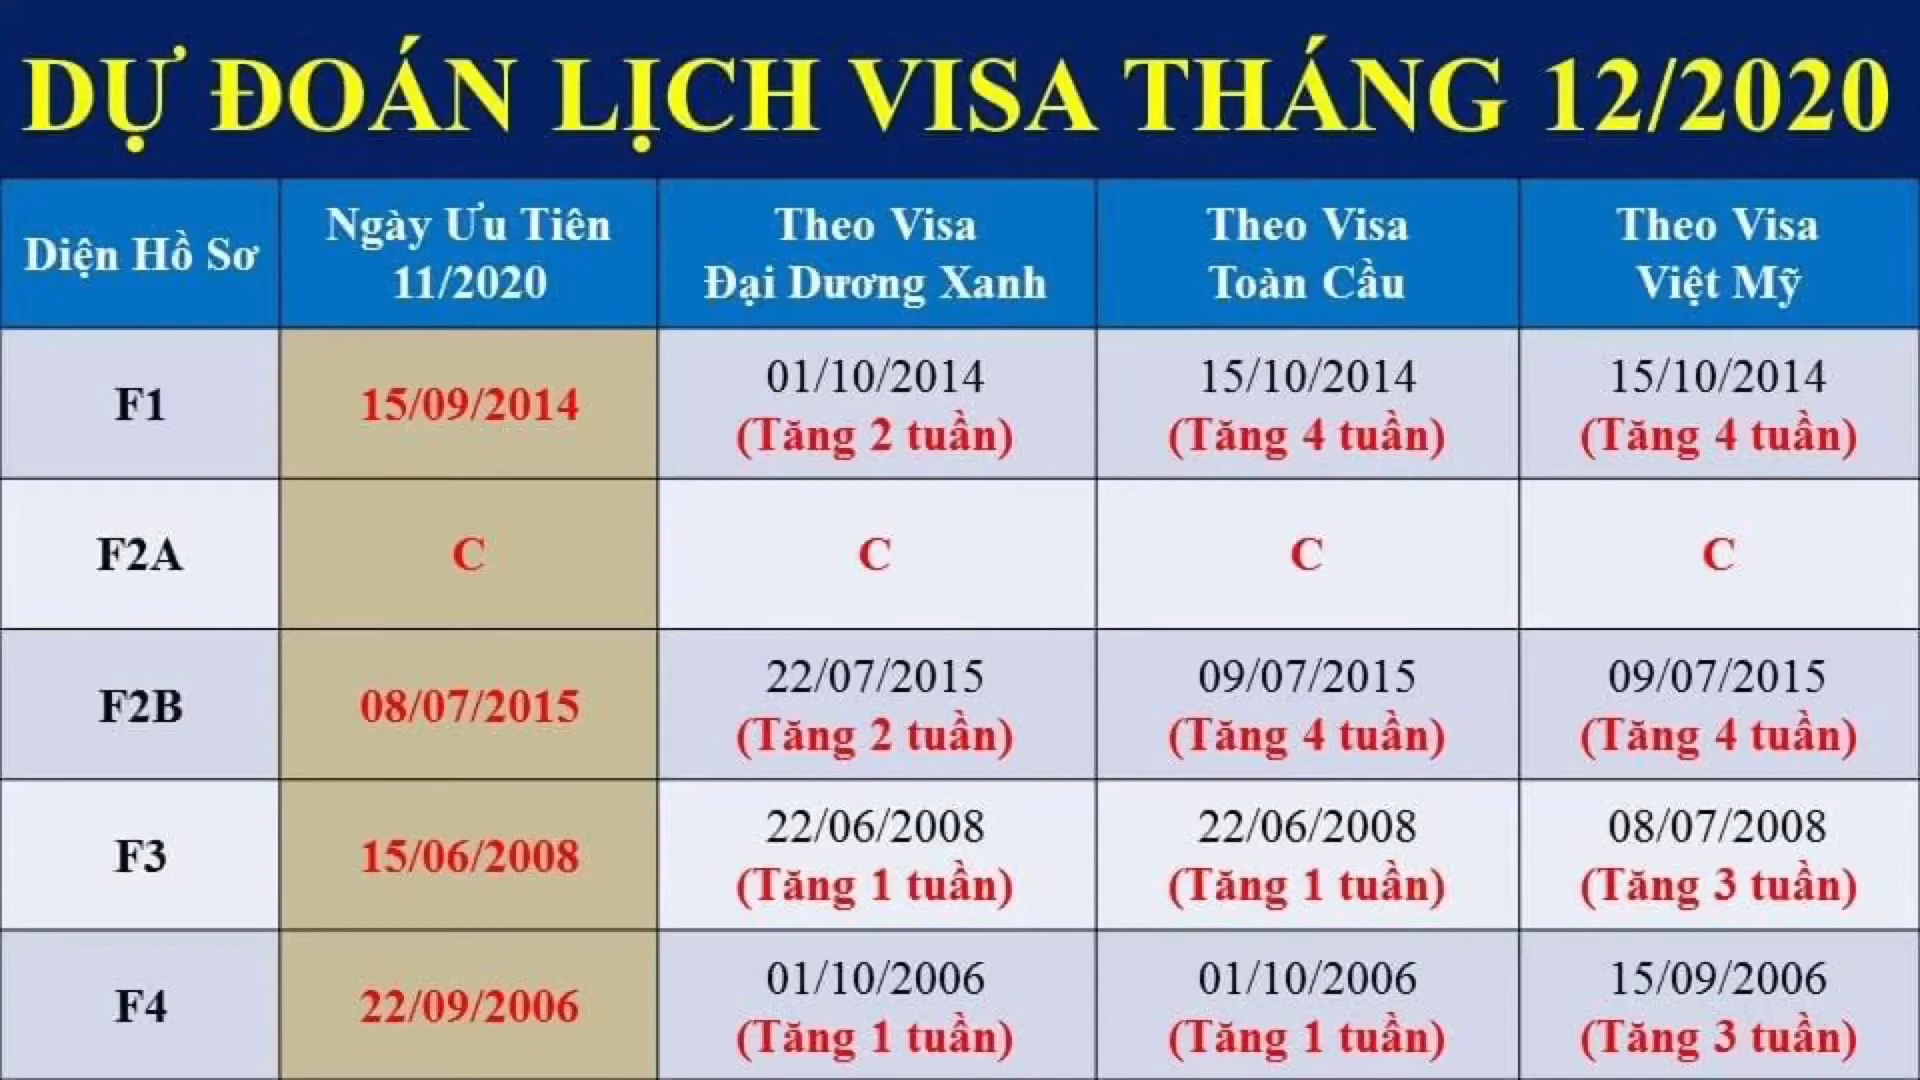 DỰ ĐOÁN LỊCH VISA THÁNG 12/2020
Diện Hồ Sơ
Ngày Ưu Tiên
11/2020
Theo Visa
Đại Dương Xanh
Theo Visa
Toàn Cầu
Theo Visa
Việt Mỹ
F1
15/09/2014
01/10/2014
(Tăng 2 tuần)
15/10/2014
(Tăng 4 tuần)
15/10/2014
(Tăng 4 tuần)
F2A
C
C
C
C
F2B
08/07/2015
22/07/2015
(Tăng 2 tuần)
09/07/2015
(Tăng 4 tuần)
09/07/2015
(Tăng 4 tuần)
F3
15/06/2008
22/06/2008
(Tăng 1 tuần)
22/06/2008
(Tăng 1 tuần)
08/07/2008
(Tăng 3 tuần)
F4
22/09/2006
01/10/2006
(Tăng 1 tuần)
01/10/2006
(Tăng 1 tuần)
15/09/2006
(Tăng 3 tuần)